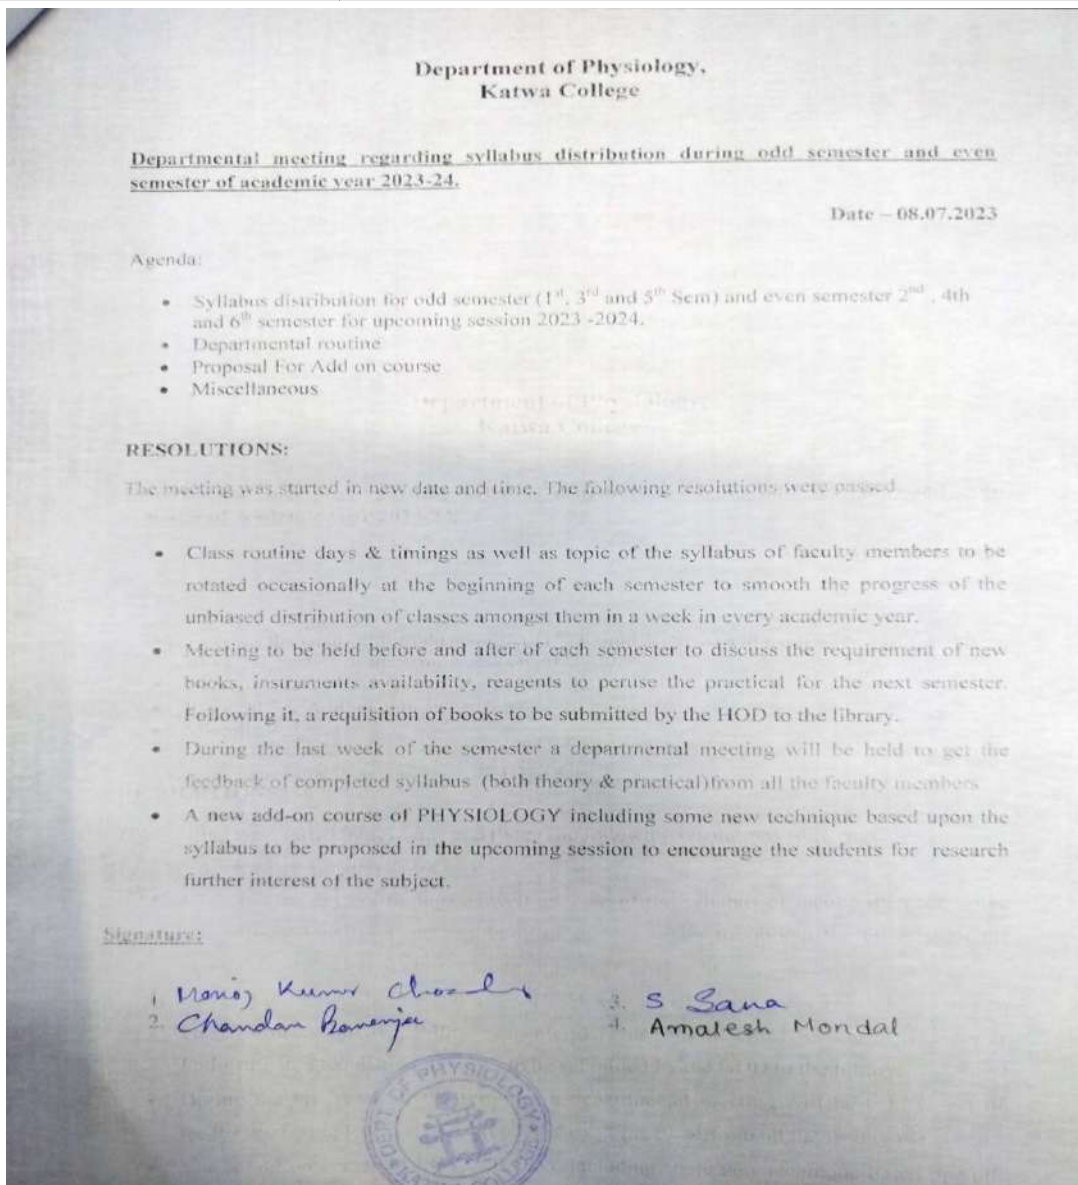 Department of Physiology,
Katwa College
Departmental meeting regarding syllabus distribution during odd semester and even
semester of academic year 2023-24.
Date – 08.07.2023
Agenda:
• Syllabus distribution for odd semester (1st, 3rd and 5th Sem) and even semester 2nd , 4th
and 6th semester for upcoming session 2023 -2024.
• Departmental routine
• Proposal For Add on course
• Miscellaneous
RESOLUTIONS:
The meeting was started in new date and time. The following resolutions were passed
• Class routine days & timings as well as topic of the syllabus of faculty members to be
rotated occasionally at the beginning of each semester to smooth the progress of the
unbiased distribution of classes amongst them in a week in every academic year.
• Meeting to be held before and after of each semester to discuss the requirement of new
books, instruments availability, reagents to peruse the practical for the next semester.
Following it, a requisition of books to be submitted by the HOD to the library.
• During the last week of the semester a departmental meeting will be held to get the
feedback of completed syllabus (both theory & practical)from all the faculty members
• A new add-on course of PHYSIOLOGY including some new technique based upon the
syllabus to be proposed in the upcoming session to encourage the students for research
further interest of the subject.
Signature:
1 Manoj Kumar
2. Chandan Banerjee
3. S Sana
4. Amalesh Mondal
DEPT. OF PHYSIOLOGY
KATWA COLLEGE